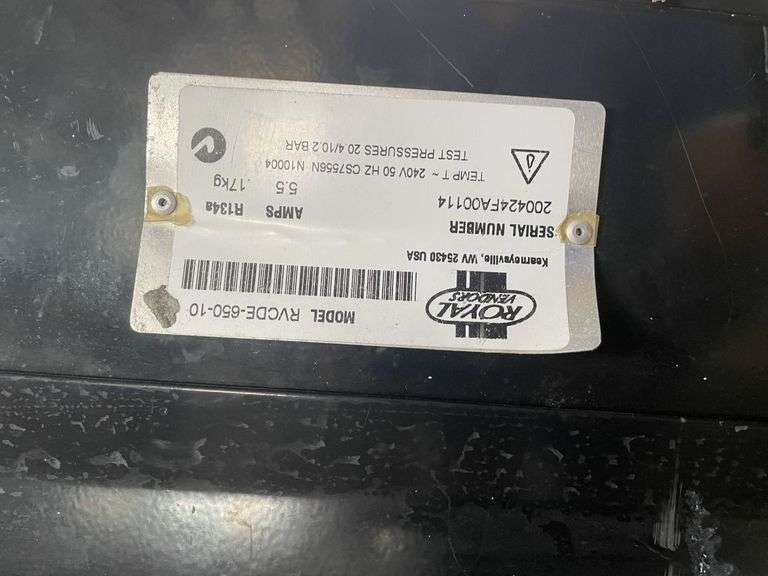 ROYAL
VENDORS
MODEL RVCDE-650-10
Kearneysville, WV 25430 USA
SERIAL NUMBER AMPS R134a
200424FA00114 5.5 .17kg
TEMP T ~ 240V 50 HZ CS7556N N10004
TEST PRESSURES 20.4/10.2 BAR